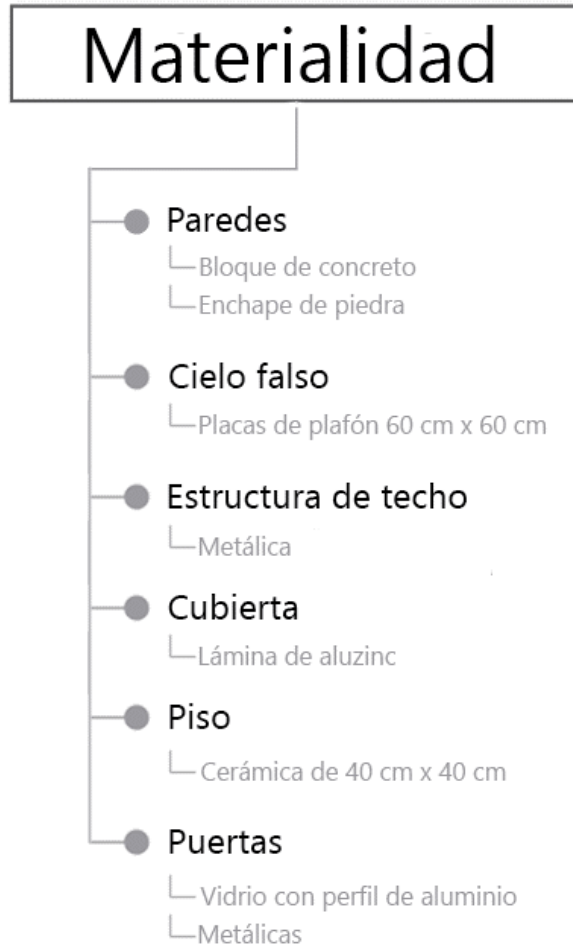 Materialidad
Paredes
Bloque de concreto
Enchape de piedra
Cielo falso
Placas de plafón 60 cm x 60 cm
Estructura de techo
Metálica
Cubierta
Lámina de aluzinc
Piso
Cerámica de 40 cm x 40 cm
Puertas
Vidrio con perfil de aluminio
Metálicas